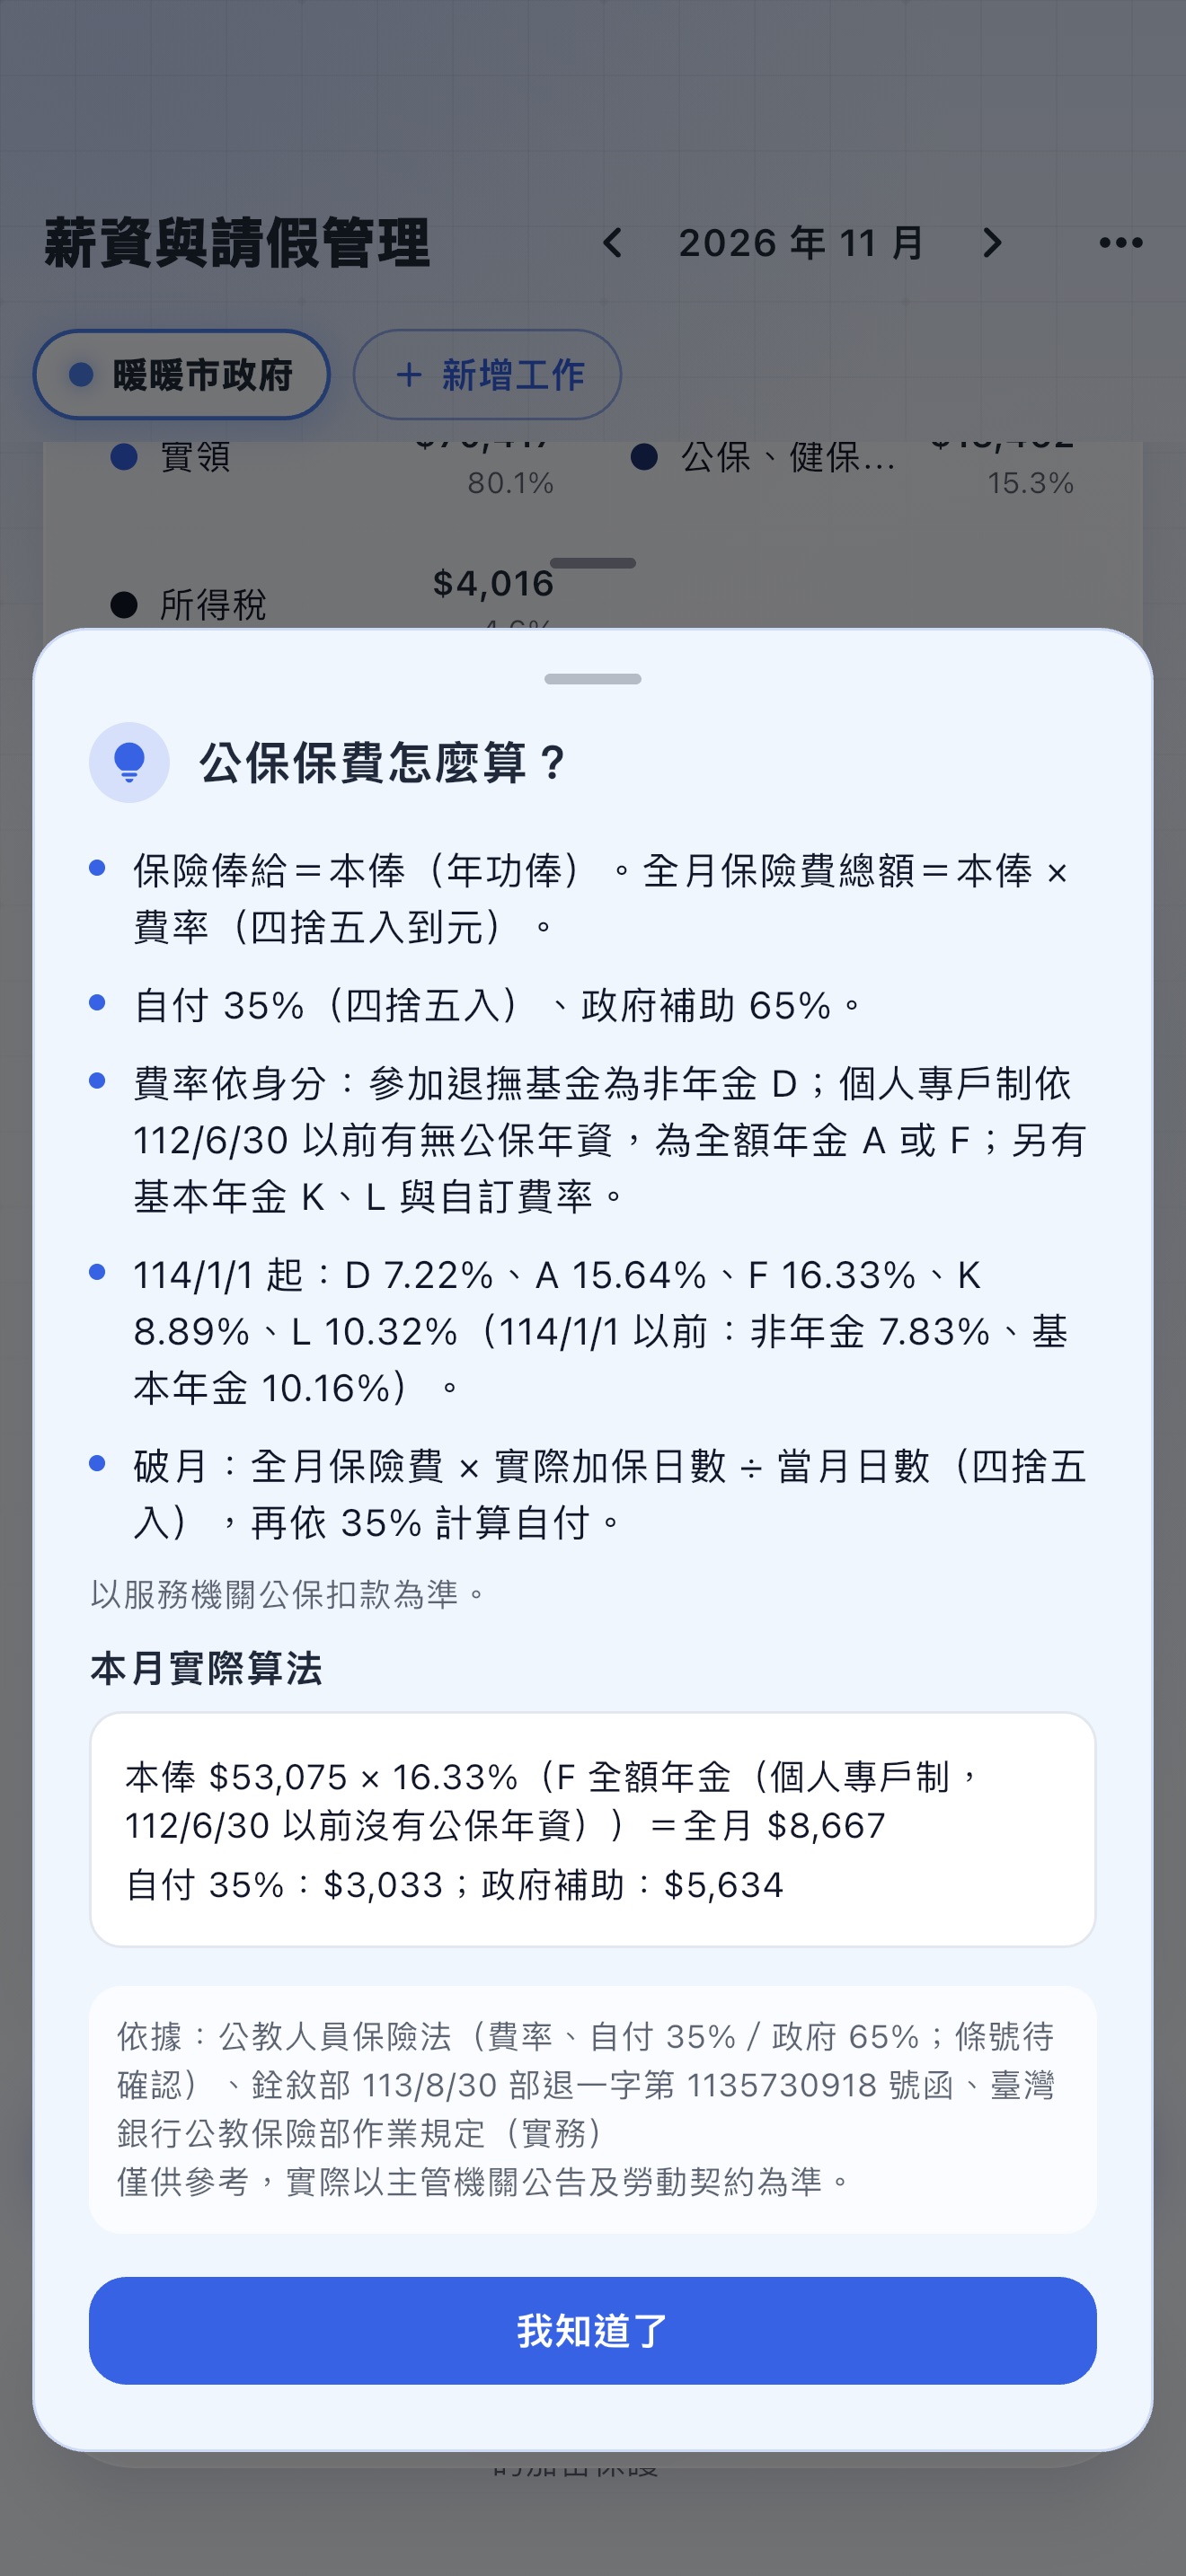 薪資與請假管理
2026 年 11 月
暖暖市政府
+ 新增工作
實領
80.1%
公保、健保...
15.3%
所得稅
$4,016
公保保費怎麼算？
保險俸給＝本俸（年功俸）。全月保險費總額＝本俸 ×
費率（四捨五入到元）。
自付 35%（四捨五入）、政府補助 65%。
費率依身分：參加退撫基金為非年金 D；個人專戶制依
112/6/30 以前有無公保年資，為全額年金 A 或 F；另有
基本年金 K、L 與自訂費率。
114/1/1 起：D 7.22%、A 15.64%、F 16.33%、K
8.89%、L 10.32%（114/1/1 以前：非年金 7.83%、基
本年金 10.16%）。
破月：全月保險費 × 實際加保日數 ÷ 當月日數（四捨五
入），再依 35% 計算自付。
以服務機關公保扣款為準。
本月實際算法
本俸 $53,075 × 16.33%（F 全額年金（個人專戶制，
112/6/30 以前沒有公保年資））＝全月 $8,667
自付 35%：$3,033；政府補助：$5,634
依據：公教人員保險法（費率、自付 35% / 政府 65%；條號待
確認）、銓敘部 113/8/30 部退一字第 1135730918 號函、臺灣
銀行公教保險部作業規定（實務）
僅供參考，實際以主管機關公告及勞動契約為準。
我知道了